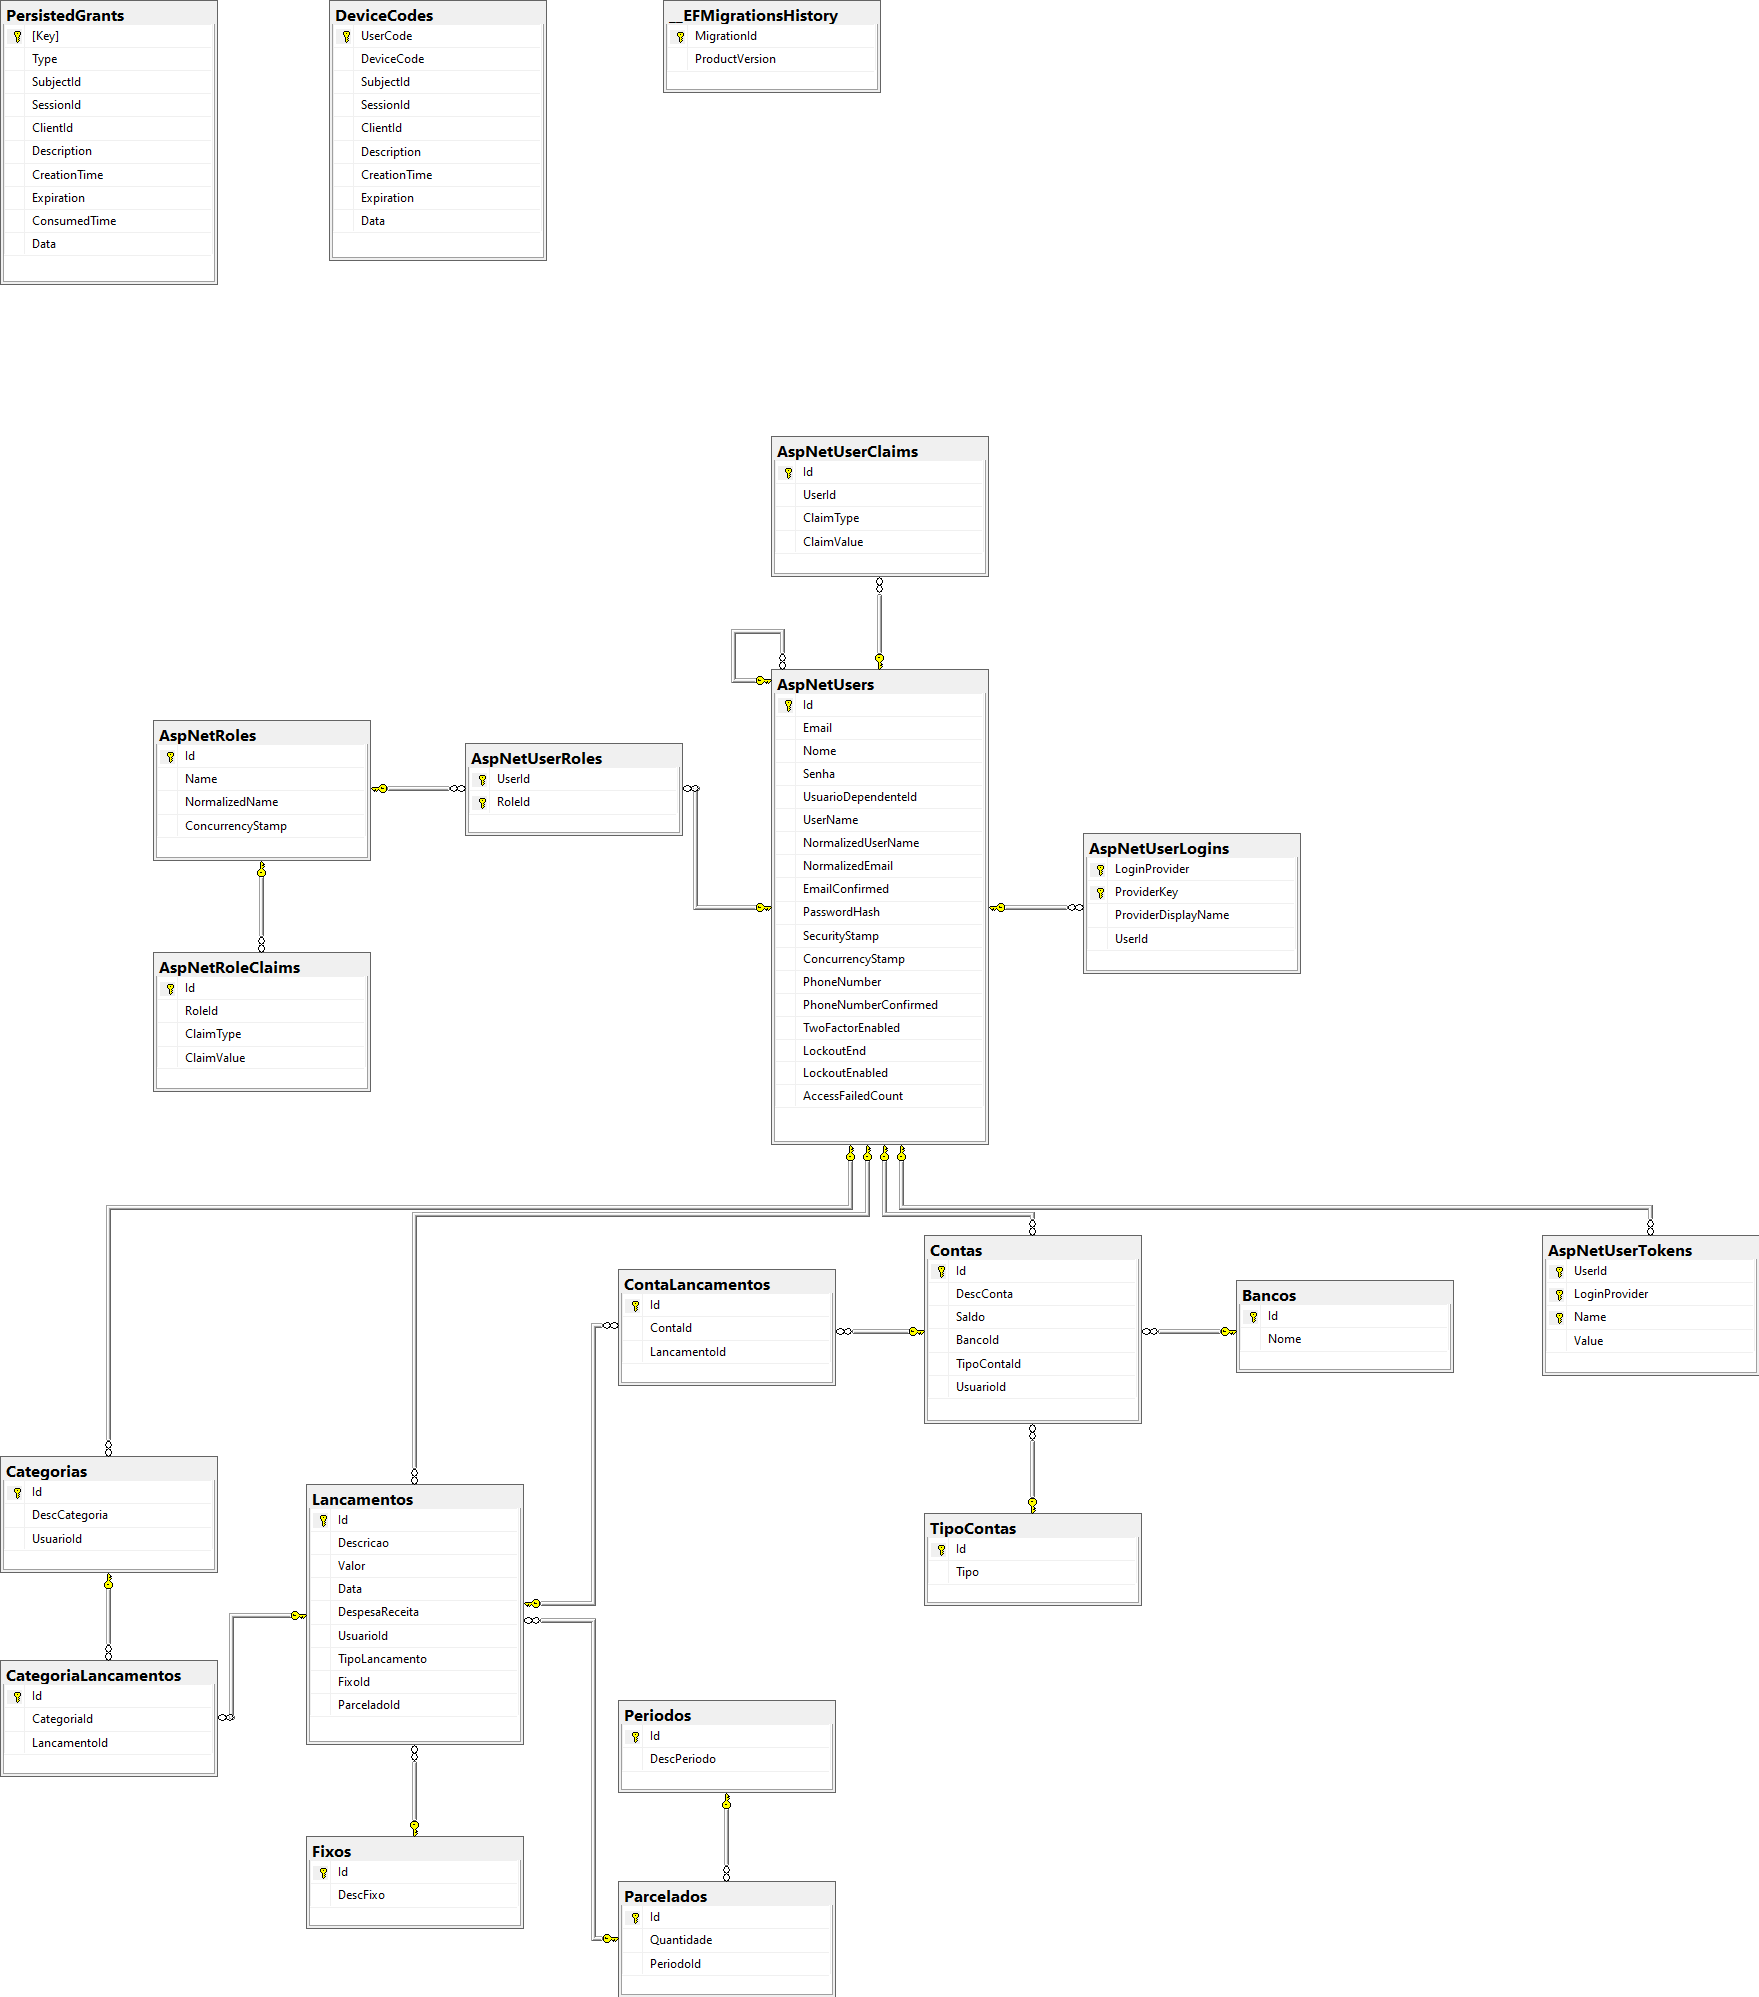 PersistedGrants
[Key]
Type
SubjectId
SessionId
ClientId
Description
CreationTime
Expiration
ConsumedTime
Data
DeviceCodes
UserCode
DeviceCode
SubjectId
SessionId
ClientId
Description
CreationTime
Expiration
Data
__EFMigrationsHistory
MigrationId
ProductVersion
AspNetUserClaims
Id
UserId
ClaimType
ClaimValue
AspNetUsers
Id
Email
Nome
Senha
UsuarioDependenteId
UserName
NormalizedUserName
NormalizedEmail
EmailConfirmed
PasswordHash
SecurityStamp
ConcurrencyStamp
PhoneNumber
PhoneNumberConfirmed
TwoFactorEnabled
LockoutEnd
LockoutEnabled
AccessFailedCount
AspNetRoles
Id
Name
NormalizedName
ConcurrencyStamp
AspNetUserRoles
UserId
RoleId
AspNetUserLogins
LoginProvider
ProviderKey
ProviderDisplayName
UserId
AspNetRoleClaims
Id
RoleId
ClaimType
ClaimValue
Contas
Id
DescConta
Saldo
BancoId
TipoContaId
UsuarioId
AspNetUserTokens
UserId
LoginProvider
Name
Value
ContaLancamentos
Id
ContaId
LancamentoId
Bancos
Id
Nome
Categorias
Id
DescCategoria
UsuarioId
Lancamentos
Id
Descricao
Valor
Data
DespesaReceita
UsuarioId
TipoLancamento
FixoId
ParceladoId
TipoContas
Id
Tipo
CategoriaLancamentos
Id
CategoriaId
LancamentoId
Periodos
Id
DescPeriodo
Fixos
Id
DescFixo
Parcelados
Id
Quantidade
PeriodoId